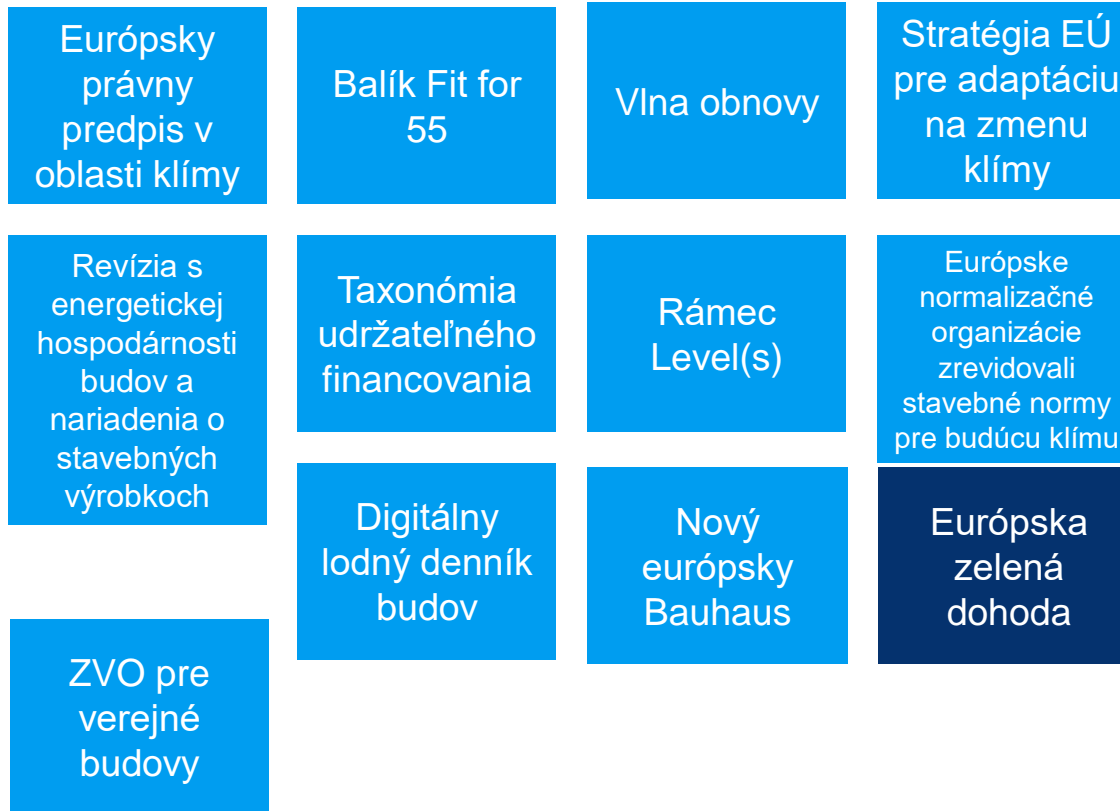 Európsky
právny
predpis v
oblasti klímy
Balík Fit for
55
Vlna obnovy
Stratégia EÚ
pre adaptáciu
na zmenu
klímy
Revízia s
energetickej
hospodárnosti
budov a
nariadenia o
stavebných
výrobkoch
Taxonómia
udržateľného
financovania
Rámec
Level(s)
Európske
normalizačné
organizácie
zrevidovali
stavebné normy
pre budúcu klímu
Digitálny
lodný denník
budov
Nový
európsky
Bauhaus
Európska
zelená
dohoda
ZVO pre
verejné
budovy